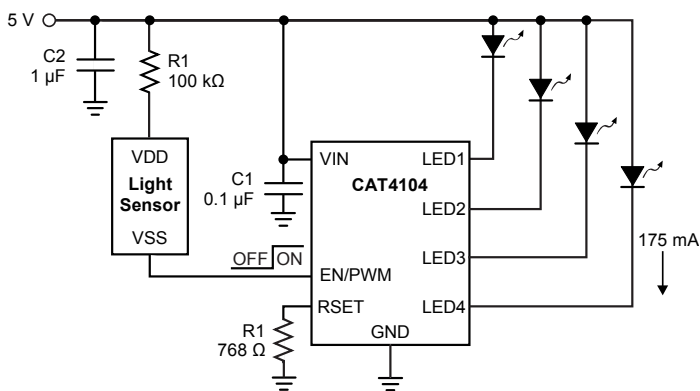 5 V
C2
1 µF
R1
100 kΩ
VDD
Light
Sensor
VSS
C1
0.1 µF
OFF ON
VIN
CAT4104
EN/PWM
RSET
GND
LED1
LED2
LED3
LED4
R1
768 Ω
175 mA